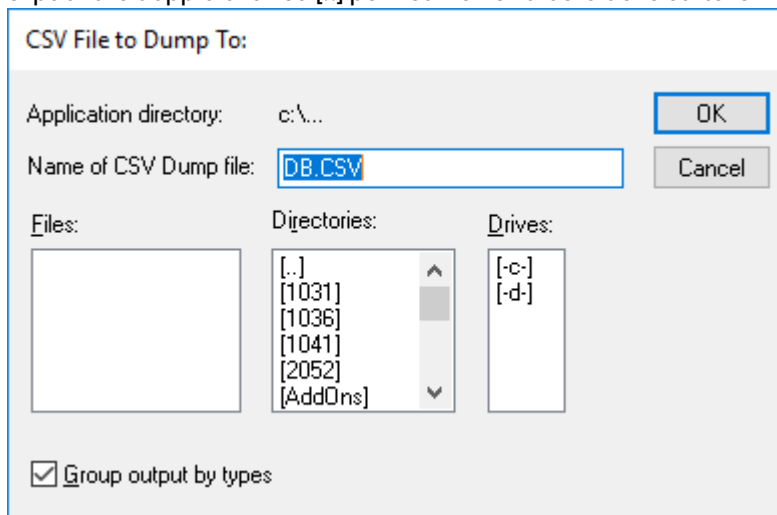 CSV File to Dump To:
Application directory: c:\...
OK
Name of CSV Dump file: DB.CSV
Cancel
Files:
Directories:
Drives:
[..]
[1031]
[1036]
[1041]
[2052]
[AddOns]
[-c-]
[-d-]
Group output by types